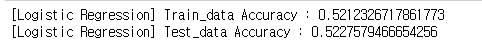 [Logistic Regression] Train_data Accuracy : 0.5212326717861773
[Logistic Regression] Test_data Accuracy : 0.5227579466654256